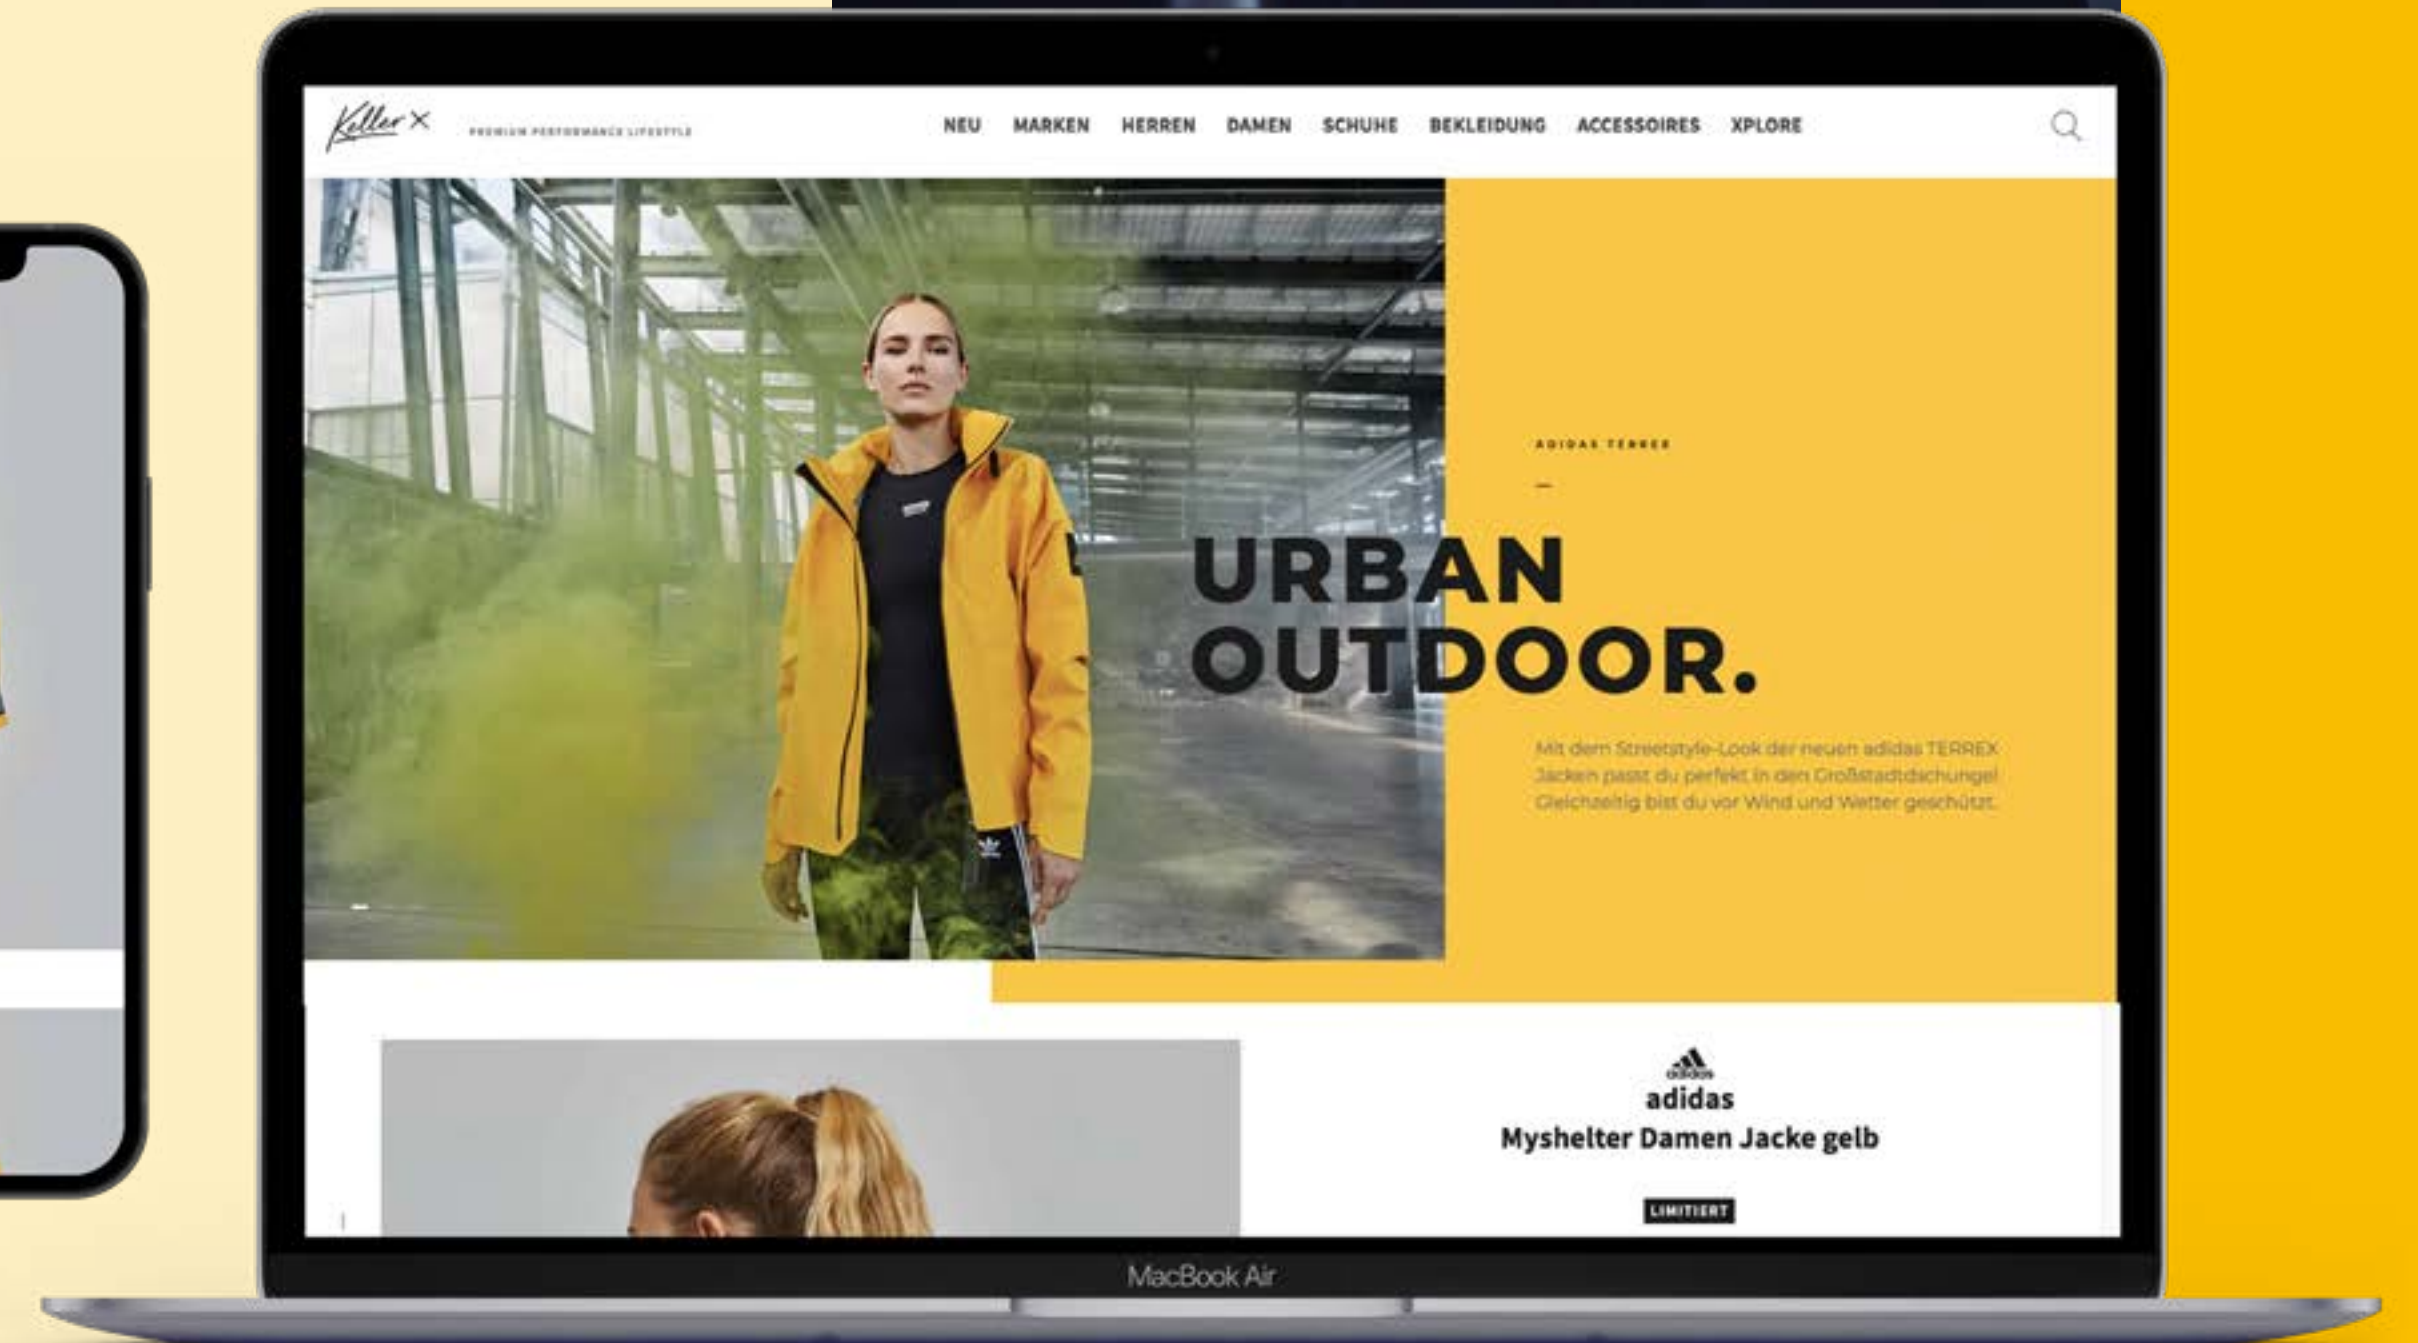 Keller X
PREMIUM PERFORMANCE LIFESTYLE
NEU MARKEN HERREN DAMEN SCHUHE BEKLEIDUNG ACCESSOIRES XPLORE
ADIDAS TERREX
URBAN
OUTDOOR.
Mit dem Streetstyle-Look der neuen adidas TERREX
Jacken passt du perfekt in den Großstadtdschungel
Gleichzeitig bist du vor Wind und Wetter geschützt.
adidas
adidas
Myshelter Damen Jacke gelb
LIMITIERT
MacBook Air